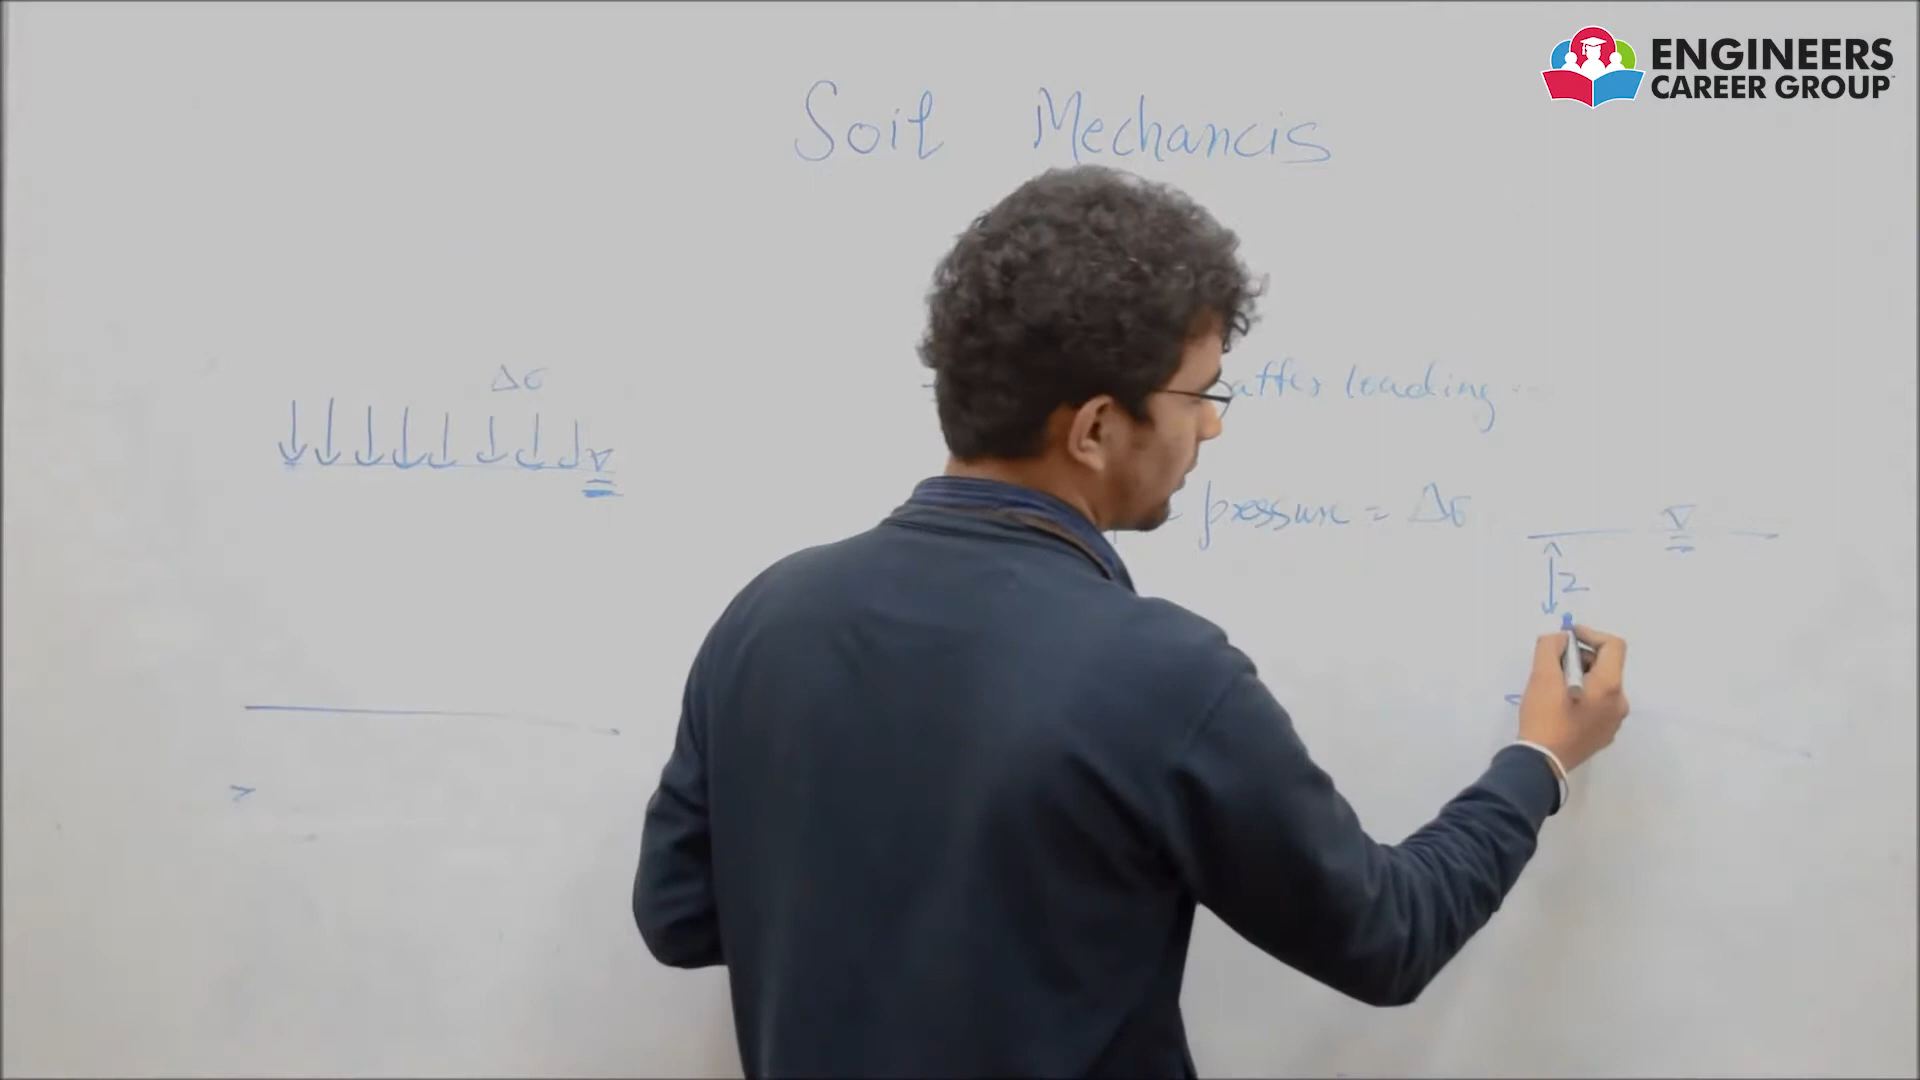 ENGINEERS
CAREER GROUP
Soil Mechancis
Δσ
after loading
pressure = Δσ
Z